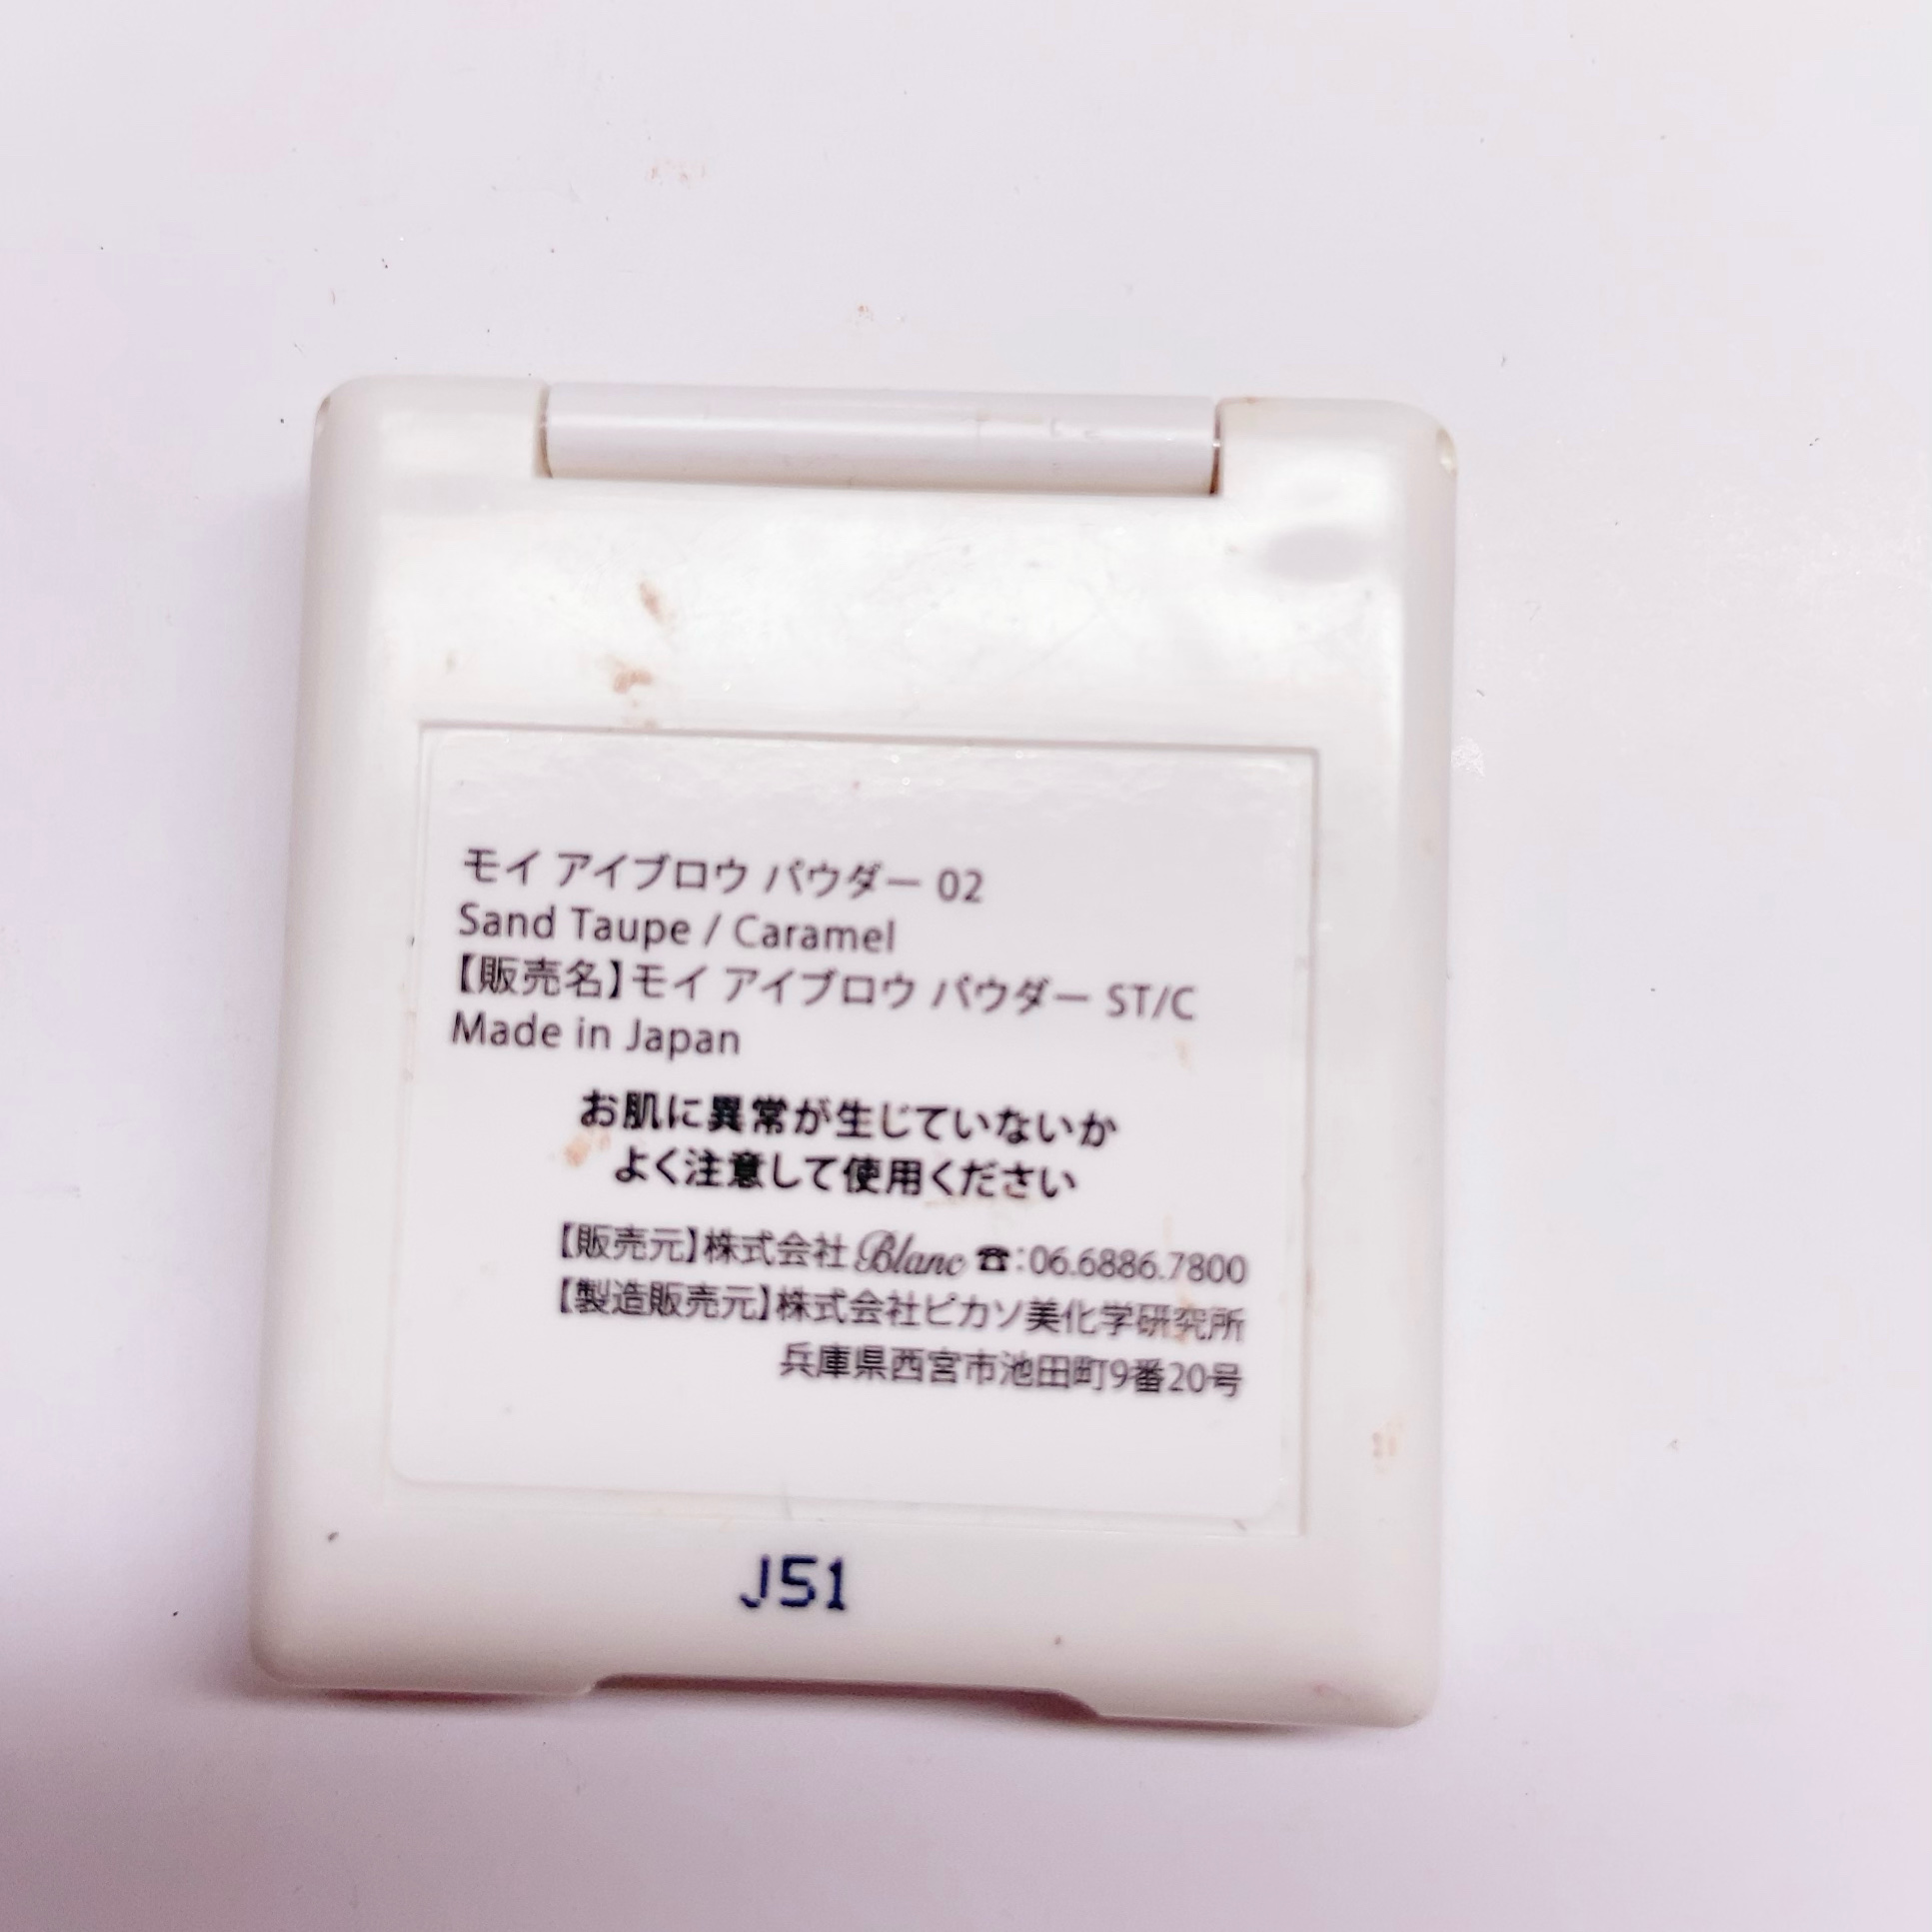 モイ アイブロウ パウダー 02
Sand Taupe / Caramel
【販売名】モイ アイブロウ パウダー ST/C
Made in Japan
お肌に異常が生じていないか
よく注意して使用ください
【販売元】株式会社 Blanc ☎:06.6886.7800
【製造販売元】株式会社ピカソ美化学研究所
兵庫県西宮市池田町9番20号
J51